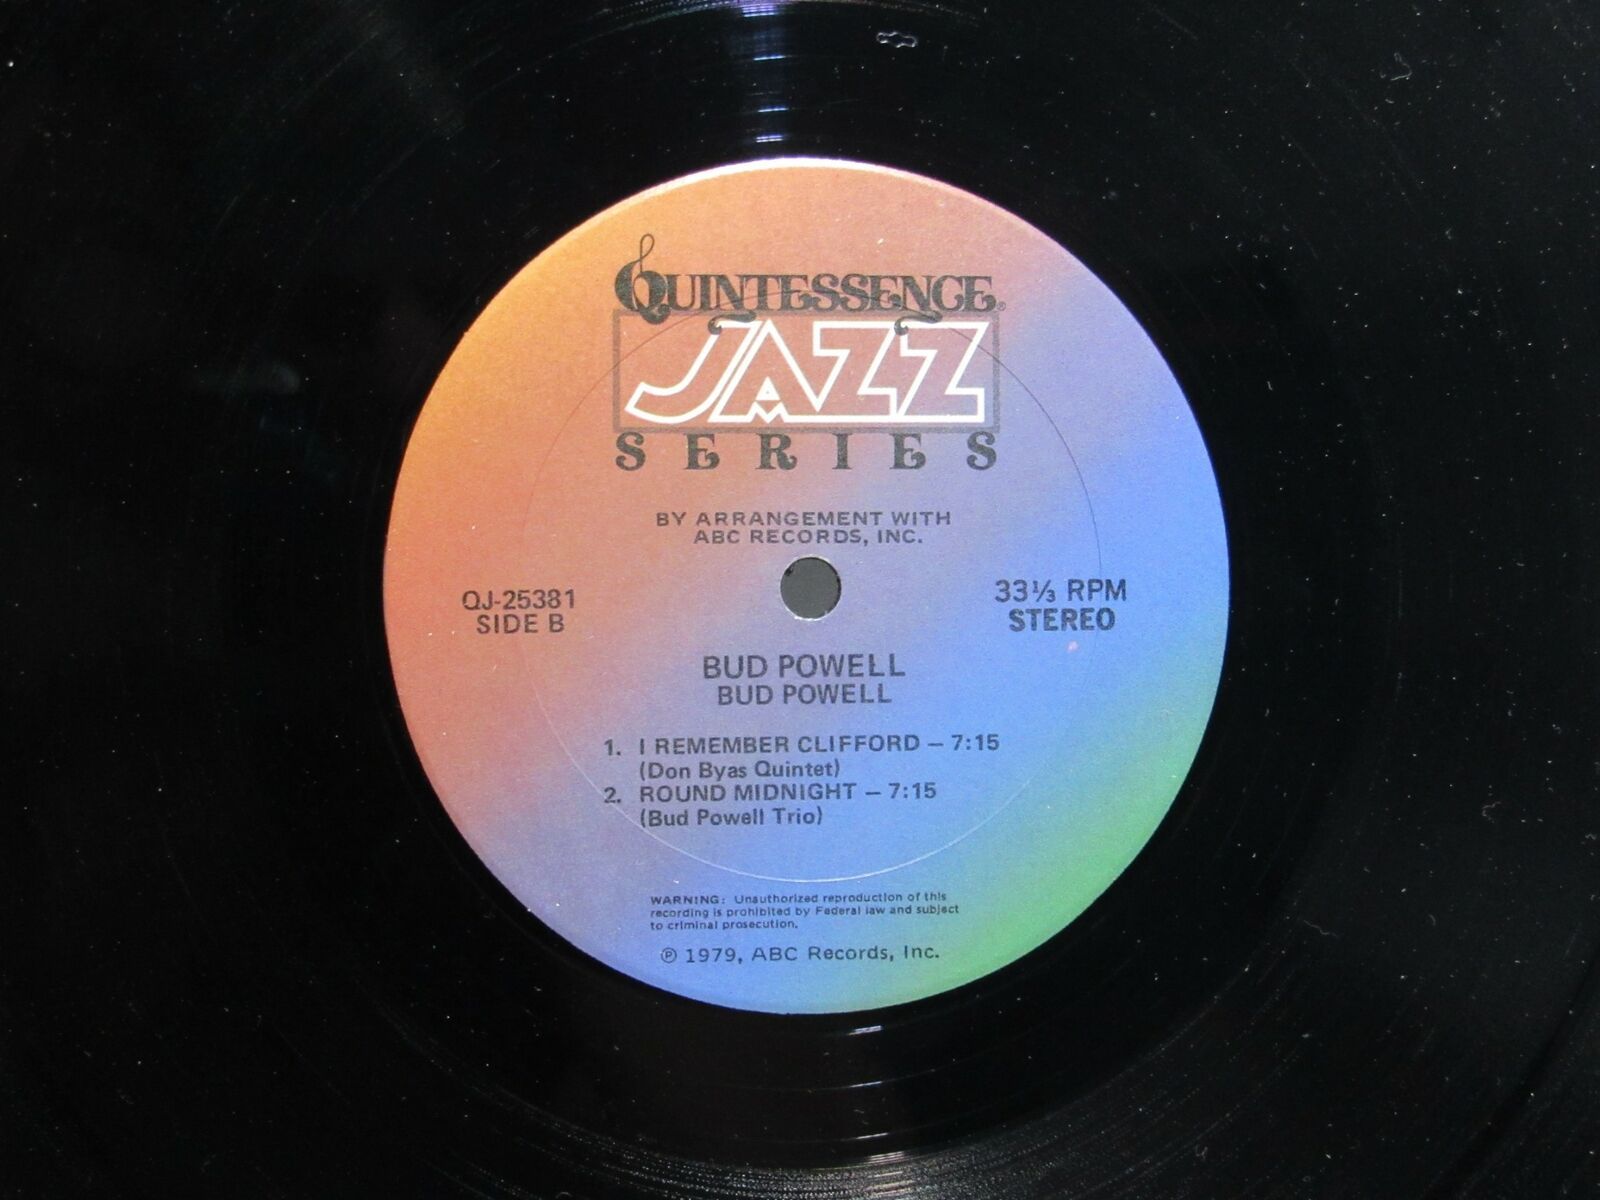 QUINTESSENCE®
JAZZ
SERIES
BY ARRANGEMENT WITH
ABC RECORDS, INC.
QJ-25381
SIDE B
33⅓ RPM
STEREO
BUD POWELL
BUD POWELL
1. I REMEMBER CLIFFORD – 7:15
(Don Byas Quintet)
2. ROUND MIDNIGHT – 7:15
(Bud Powell Trio)
WARNING: Unauthorized reproduction of this
recording is prohibited by Federal law and subject
to criminal prosecution.
℗ 1979, ABC Records, Inc.